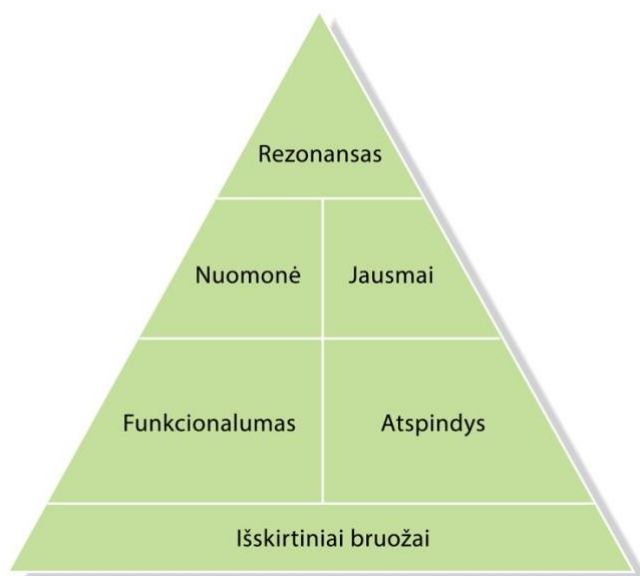 Rezonansas
Nuomonė
Jausmai
Funkcionalumas
Atspindys
Išskirtiniai bruožai